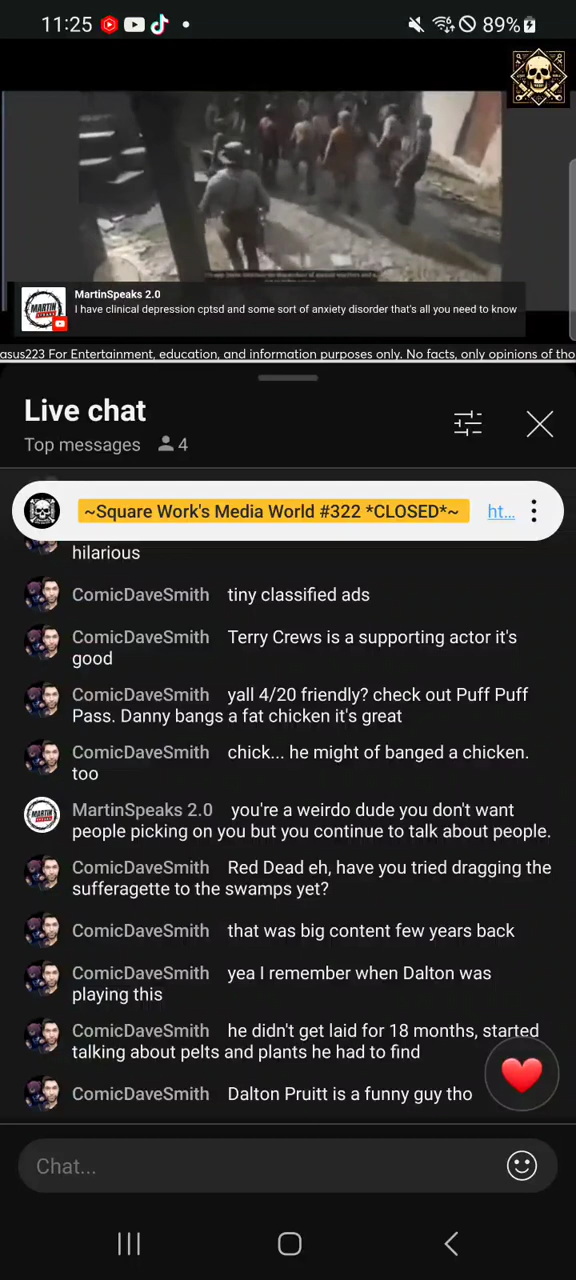 11:25
89%
MartinSpeaks 2.0
I have clinical depression cptsd and some sort of anxiety disorder that's all you need to know
asus223 For Entertainment, education, and information purposes only. No facts, only opinions of tho
Live chat
Top messages 4
~Square Work's Media World #322 *CLOSED*~ ht...
hilarious
ComicDaveSmith tiny classified ads
ComicDaveSmith Terry Crews is a supporting actor it's
good
ComicDaveSmith yall 4/20 friendly? check out Puff Puff
Pass. Danny bangs a fat chicken it's great
ComicDaveSmith chick... he might of banged a chicken.
too
MartinSpeaks 2.0 you're a weirdo dude you don't want
people picking on you but you continue to talk about people.
ComicDaveSmith Red Dead eh, have you tried dragging the
sufferagette to the swamps yet?
ComicDaveSmith that was big content few years back
ComicDaveSmith yea I remember when Dalton was
playing this
ComicDaveSmith he didn't get laid for 18 months, started
talking about pelts and plants he had to find
ComicDaveSmith Dalton Pruitt is a funny guy tho
Chat...